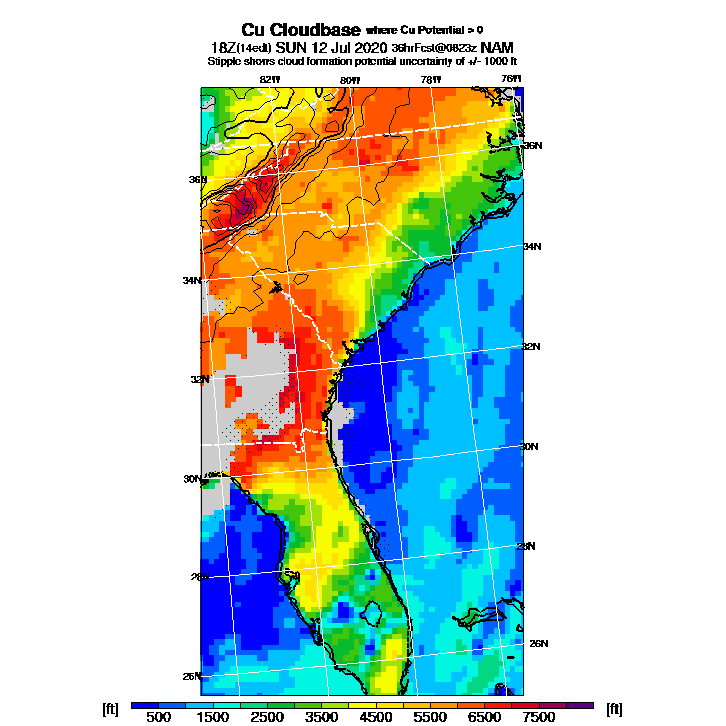 Cu Cloudbase where Cu Potential > 0
18Z(14edt) SUN 12 Jul 2020 36hrFcst@0823z NAM
Stipple shows cloud formation potential uncertainty of +/- 1000 ft
82W 80W 78W 76W
36N
36N
34N
34N
32N
32N
30N
30N
28N
28N
26N
26N
[ft] 500 1500 2500 3500 4500 5500 6500 7500 [ft]